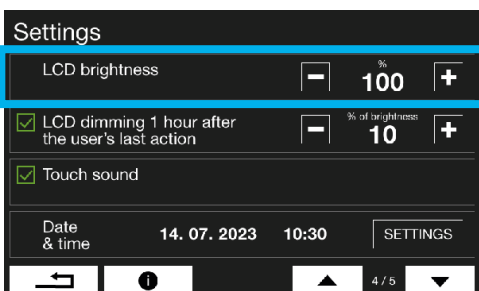 Settings
LCD brightness
%
100
LCD dimming 1 hour after
the user's last action
% of brightness
10
Touch sound
Date
& time
14. 07. 2023
10:30
SETTINGS
4 / 5